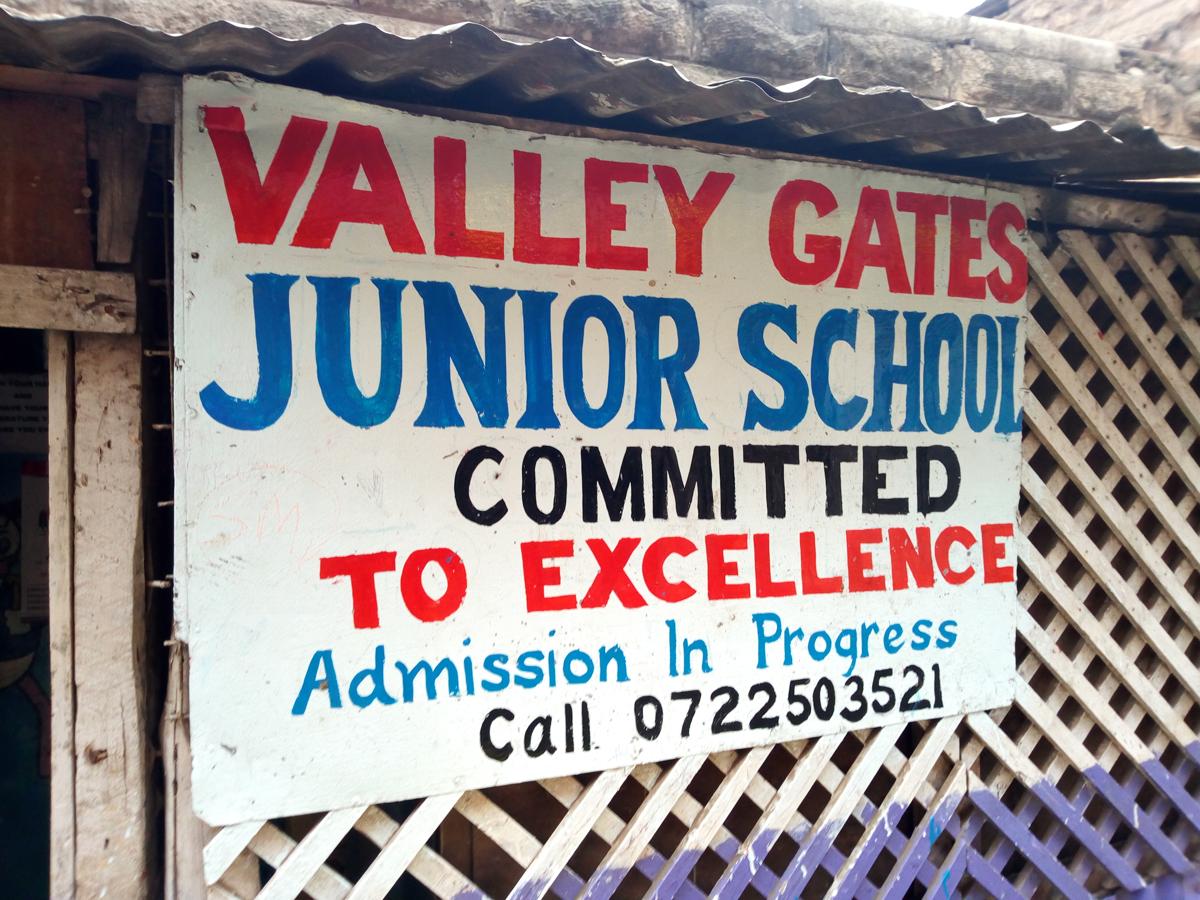 VALLEY GATES
JUNIOR SCHOOL
COMMITTED
TO EXCELLENCE
Admission In Progress
Call 0722503521